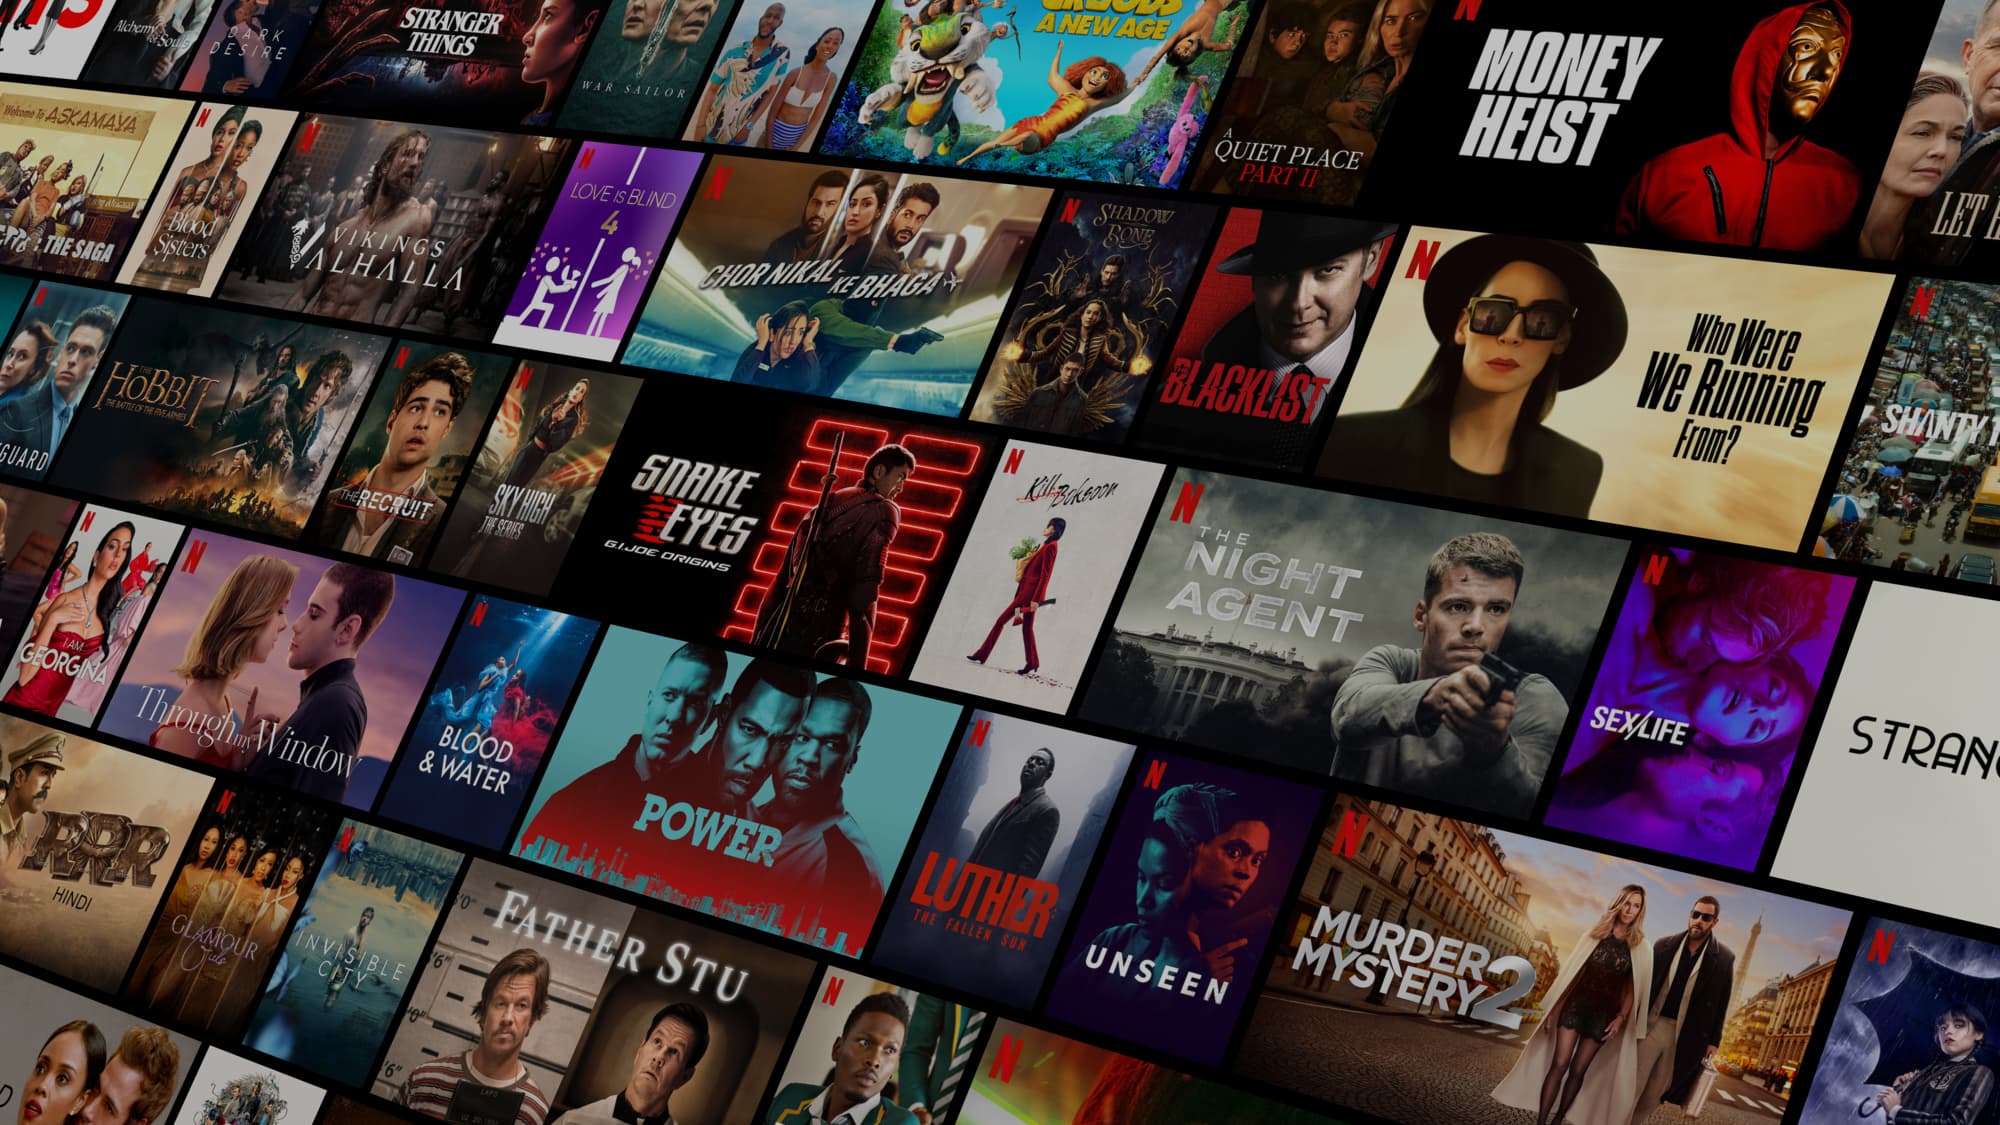 Alchemy of Souls
DARK
DESIRE
STRANGER
THINGS
WAR SAILOR
A NEW AGE
A
QUIET PLACE
PART II
MONEY
HEIST
LET
Welcome To ASKAMAYA
: THE SAGA
Blood
Sisters
VIKINGS
VALHALLA
LOVE IS BLIND
4
CHOR NIKAL
KE BHAGA
SHADOW
BONE
THE
BLACKLIST
Who Were
We Running
From?
SHANTY T
GUARD
THE
HOBBIT
THE BATTLE OF THE FIVE ARMIES
THE RECRUIT
SKY HIGH
THE SERIES
SNAKE
EYES
G.I. JOE ORIGINS
Kill Boksoon
THE
NIGHT
AGENT
SEX/LIFE
STRANG
I AM
GEORGINA
Through my Window
BLOOD
& WATER
POWER
LUTHER
THE FALLEN SUN
UNSEEN
MURDER
MYSTERY 2
RRR
HINDI
GLAMOUR
Girls
INVISIBLE
CITY
FATHER STU